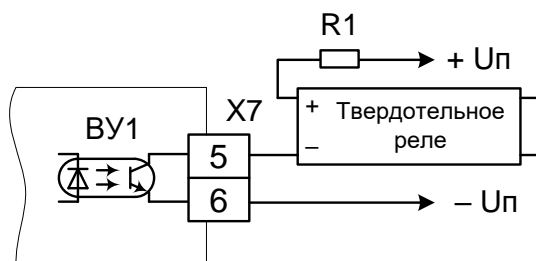 R1
+ Uп
ВУ1
X7
+ Твердотельное
– реле
5
6
– Uп